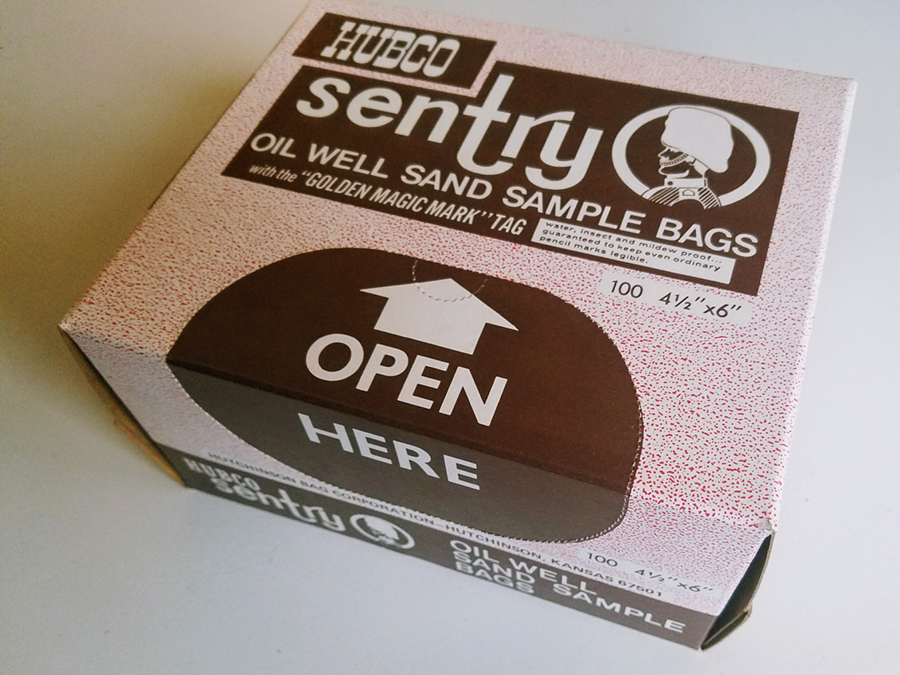 HUBCO
sentry
OIL WELL SAND SAMPLE BAGS
with the "GOLDEN MAGIC MARK" TAG
water, insect and mildew proof...
guaranteed to keep even ordinary
pencil marks legible.
100 4½"x6"
OPEN
HERE
HUTCHINSON BAG CORPORATION—HUTCHINSON, KANSAS 67501
HUBCO
sentry
OIL WELL
SAND SAMPLE
BAGS
100 4½"x6"